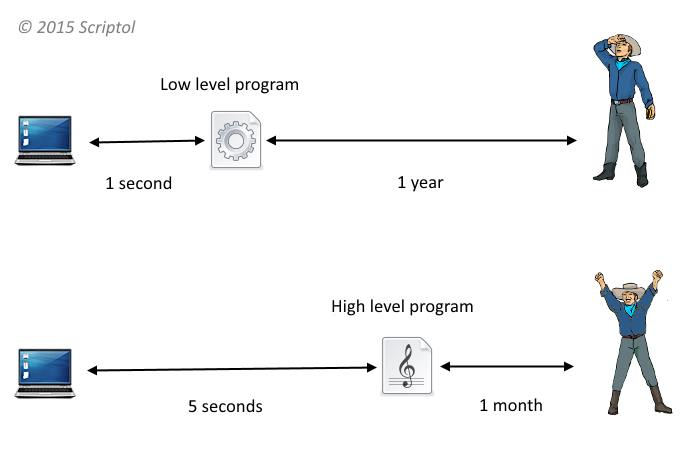 © 2015 Scriptol
Low level program
1 second
1 year
High level program
5 seconds
1 month